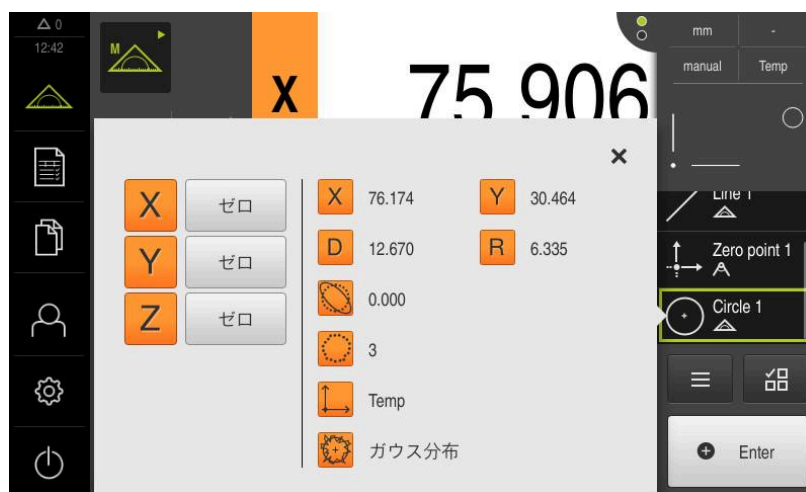 0
12:42
M
X
75.906
mm
-
manual
Temp
X
ゼロ
Y
ゼロ
Z
ゼロ
X
76.174
Y
30.464
D
12.670
R
6.335
0.000
3
Temp
ガウス分布
Line 1
Zero point 1
Circle 1
Enter